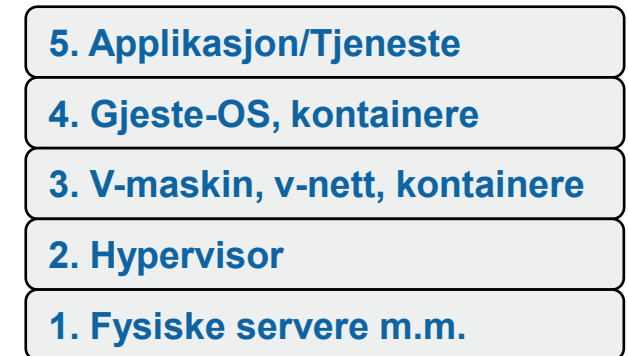 5. Applikasjon/Tjeneste
4. Gjeste-OS, kontainere
3. V-maskin, v-nett, kontainere
2. Hypervisor
1. Fysiske servere m.m.